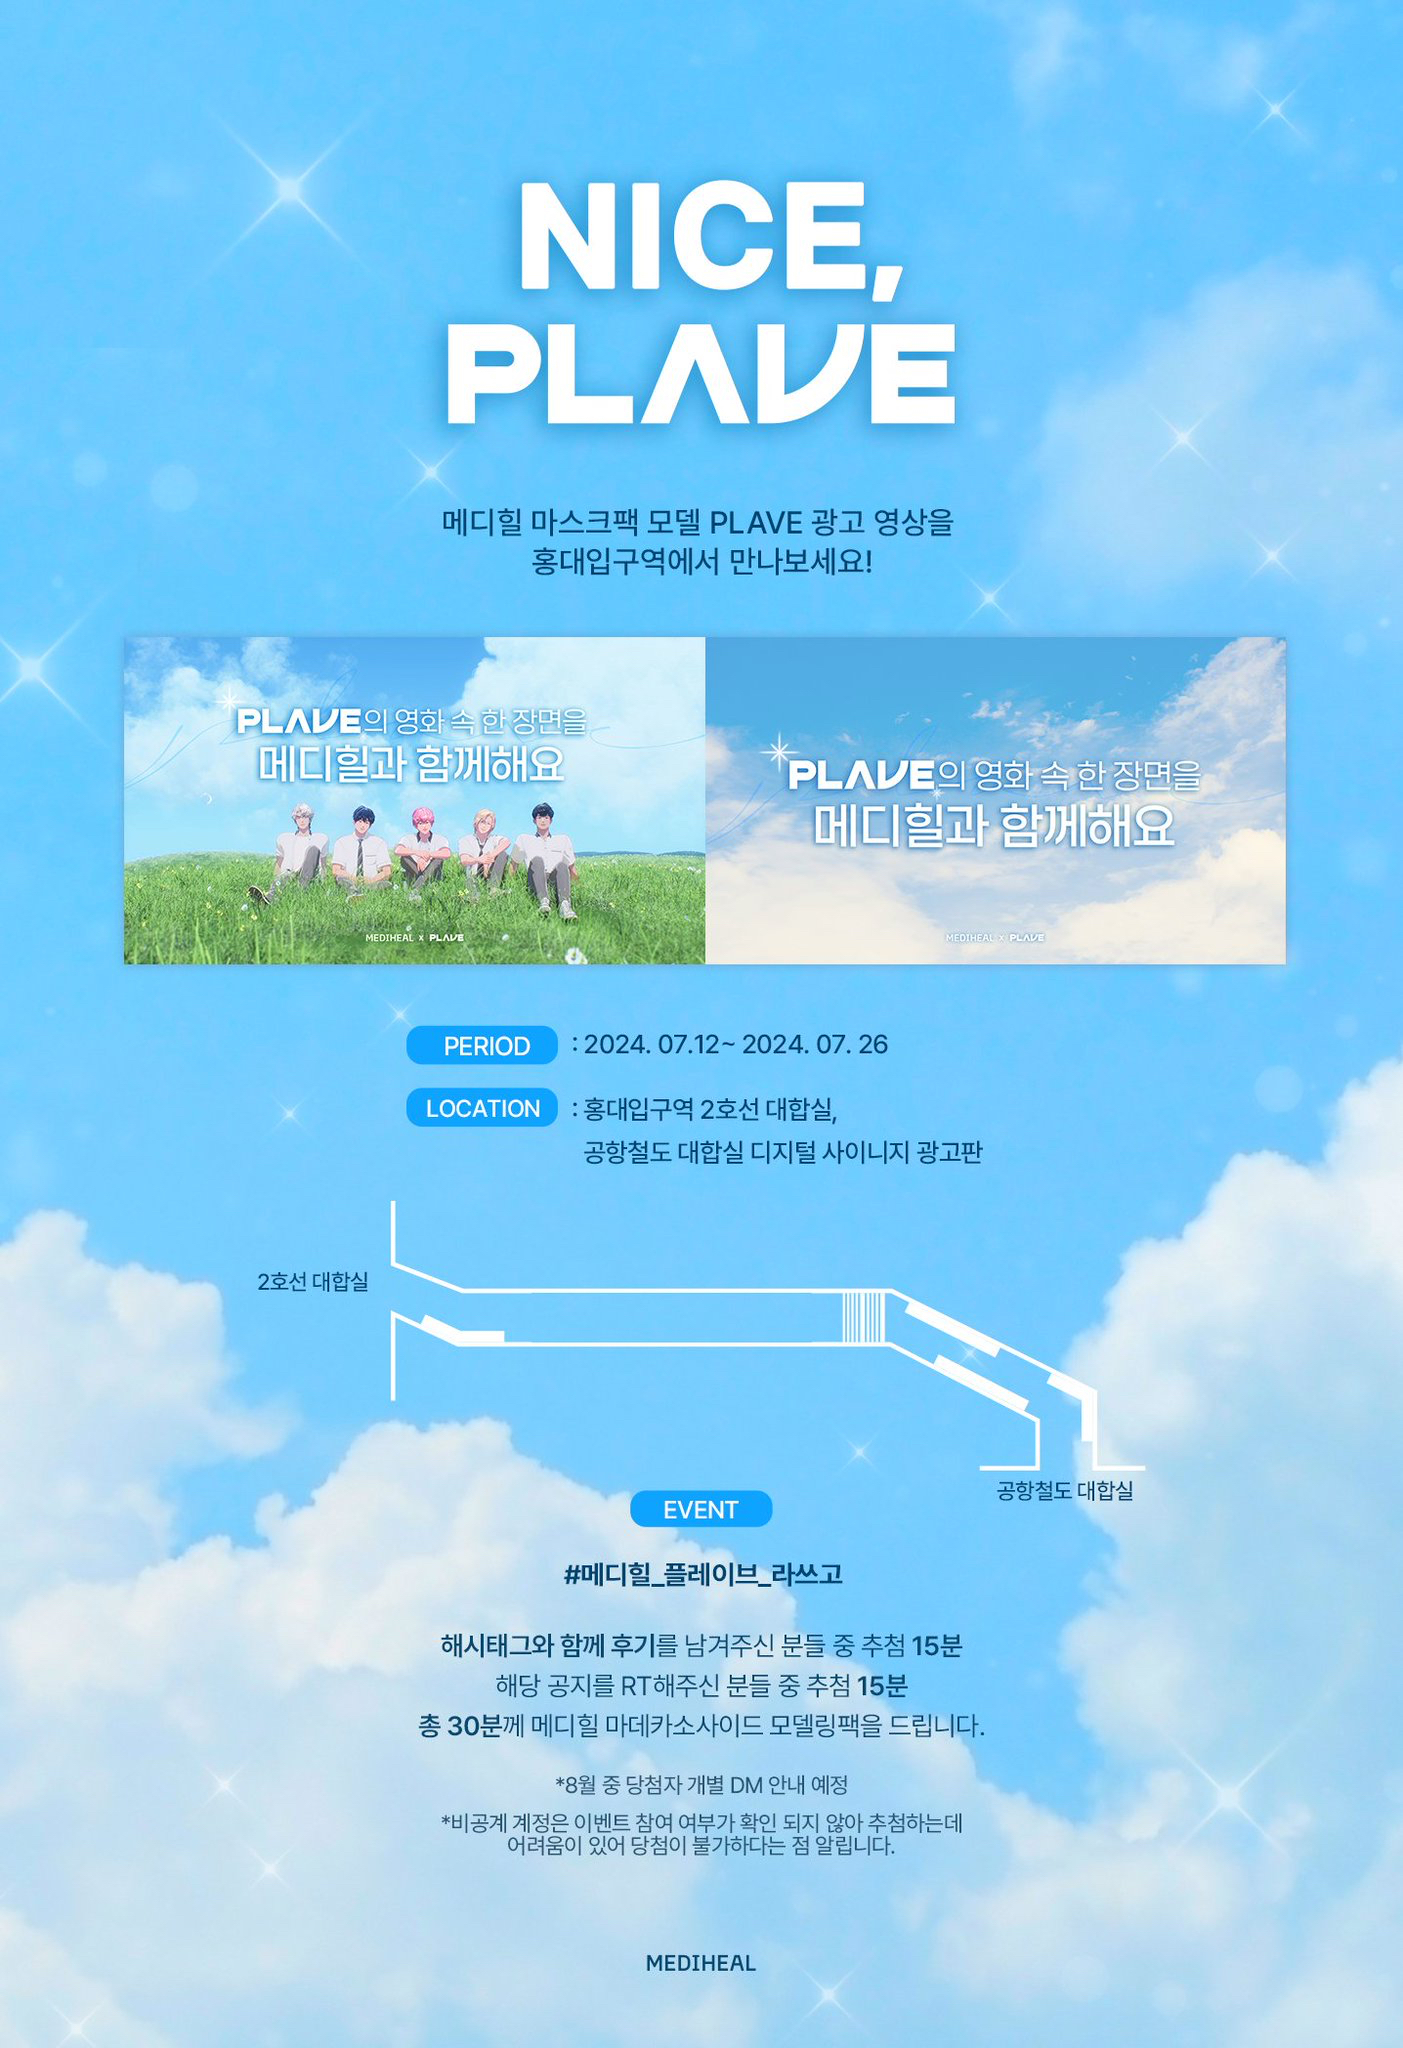 NICE,
PLAVE
메디힐 마스크팩 모델 PLAVE 광고 영상을
홍대입구역에서 만나보세요!
PLAVE의 영화 속 한 장면을
메디힐과 함께해요
MEDIHEAL x PLAVE
PLAVE의 영화 속 한 장면을
메디힐과 함께해요
MEDIHEAL x PLAVE
PERIOD : 2024. 07.12~ 2024. 07. 26
LOCATION : 홍대입구역 2호선 대합실,
공항철도 대합실 디지털 사이니지 광고판
2호선 대합실
공항철도 대합실
EVENT
#메디힐_플레이브_라쓰고
해시태그와 함께 후기를 남겨주신 분들 중 추첨 15분
해당 공지를 RT해주신 분들 중 추첨 15분
총 30분께 메디힐 마데카소사이드 모델링팩을 드립니다.
*8월 중 당첨자 개별 DM 안내 예정
*비공계 계정은 이벤트 참여 여부가 확인 되지 않아 추첨하는데
어려움이 있어 당첨이 불가하다는 점 알립니다.
MEDIHEAL